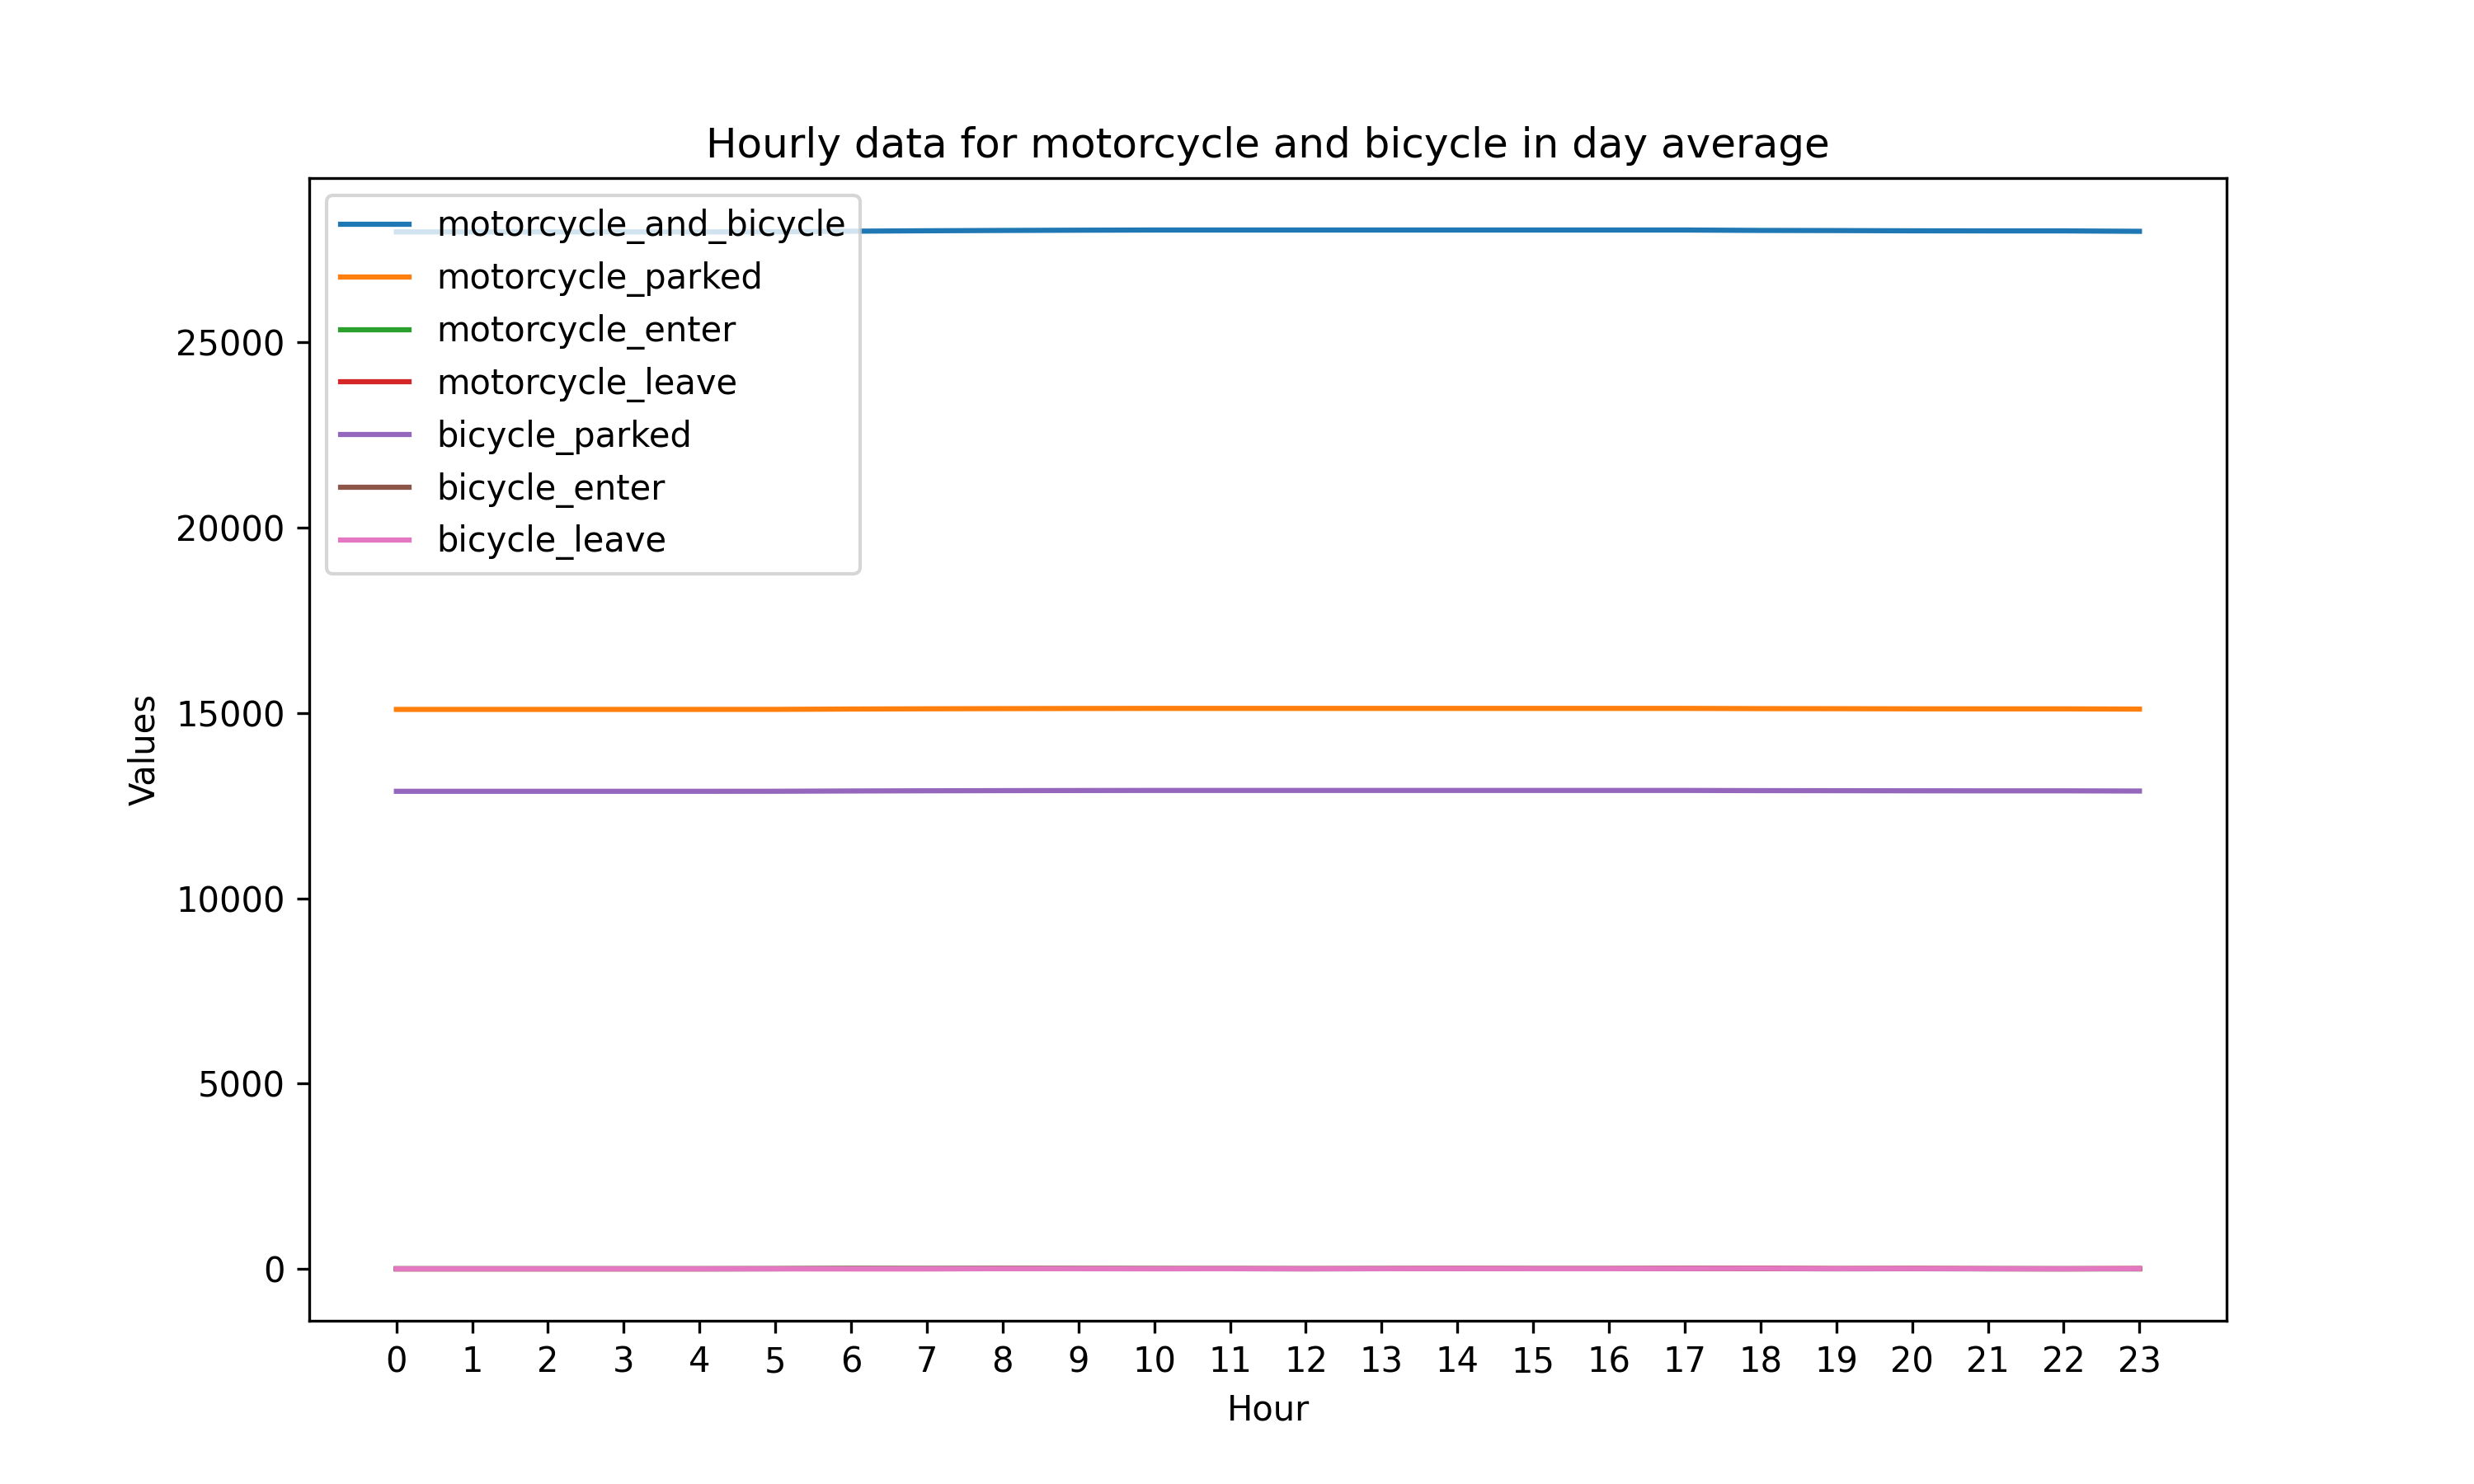 Hourly data for motorcycle and bicycle in day average
motorcycle_and_bicycle
motorcycle_parked
motorcycle_enter
motorcycle_leave
bicycle_parked
bicycle_enter
bicycle_leave
25000
20000
15000
10000
5000
0
Values
0 1 2 3 4 5 6 7 8 9 10 11 12 13 14 15 16 17 18 19 20 21 22 23
Hour